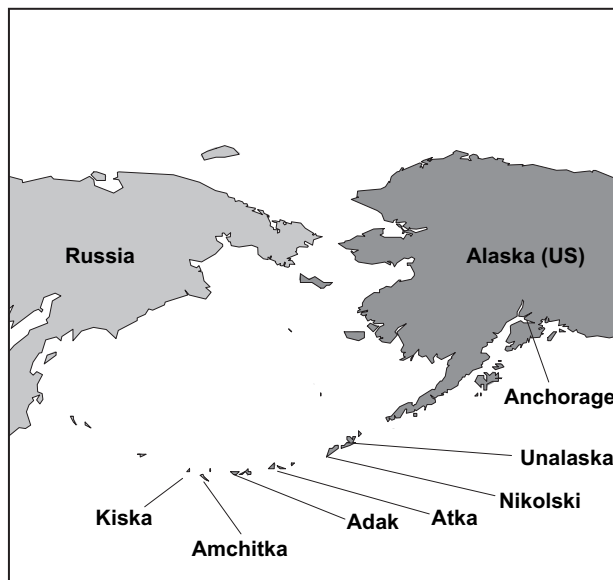 Russia
Alaska (US)
Anchorage
Unalaska
Nikolski
Atka
Adak
Kiska
Amchitka